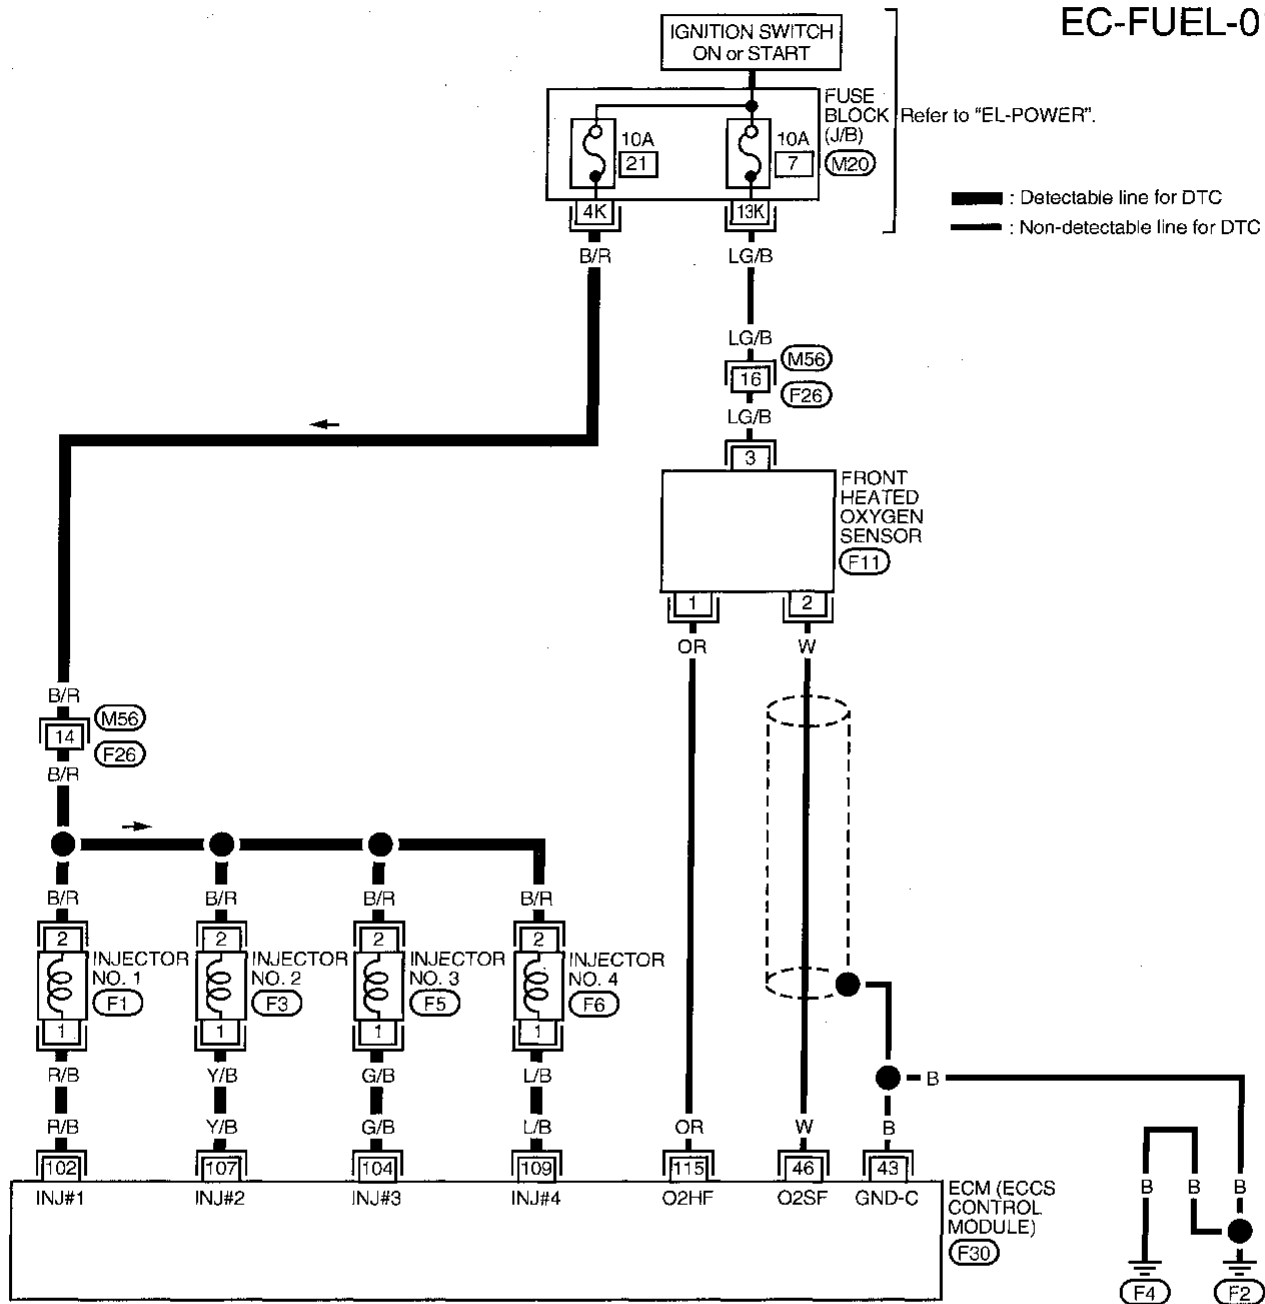 EC-FUEL-0
IGNITION SWITCH
ON or START
FUSE
BLOCK
(J/B)
M20
Refer to "EL-POWER".
10A
21
10A
7
: Detectable line for DTC
: Non-detectable line for DTC
4K
13K
B/R
LG/B
LG/B
M56
16
F26
LG/B
3
FRONT
HEATED
OXYGEN
SENSOR
F11
1
2
OR
W
B/R
M56
14
F26
B/R
B/R
B/R
B/R
B/R
2
2
2
2
INJECTOR
NO. 1
F1
INJECTOR
NO. 2
F3
INJECTOR
NO. 3
F5
INJECTOR
NO. 4
F6
1
1
1
1
R/B
Y/B
G/B
L/B
B
R/B
Y/B
G/B
L/B
OR
W
B
102
107
104
109
115
46
43
INJ#1
INJ#2
INJ#3
INJ#4
O2HF
O2SF
GND-C
ECM (ECCS
CONTROL
MODULE)
F30
B
B
B
F4
F2